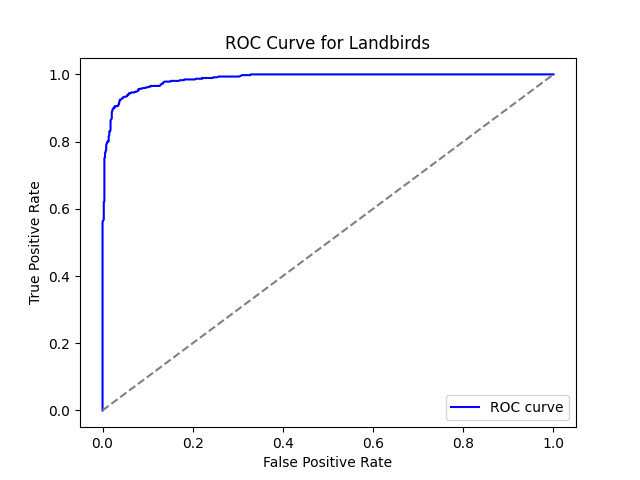 ROC Curve for Landbirds
True Positive Rate
1.0
0.8
0.6
0.4
0.2
0.0
ROC curve
0.0 0.2 0.4 0.6 0.8 1.0
False Positive Rate